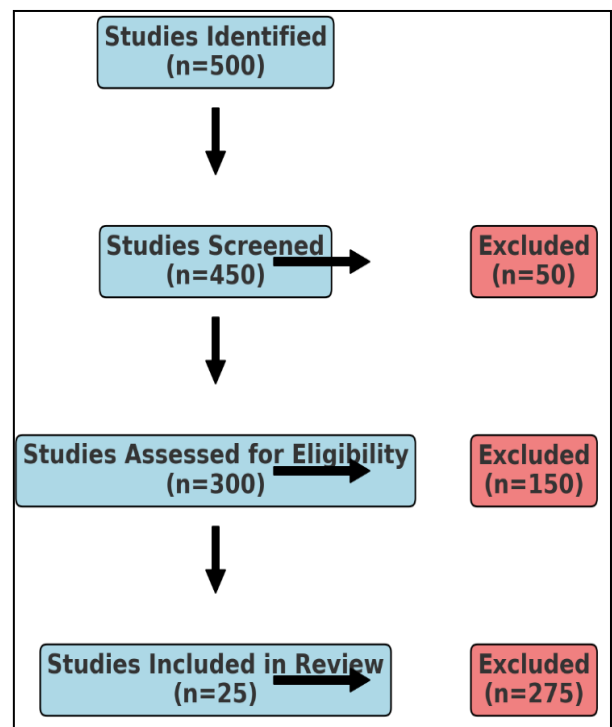 Studies Identified
(n=500)
Studies Screened
(n=450)
Excluded
(n=50)
Studies Assessed for Eligibility
(n=300)
Excluded
(n=150)
Studies Included in Review
(n=25)
Excluded
(n=275)